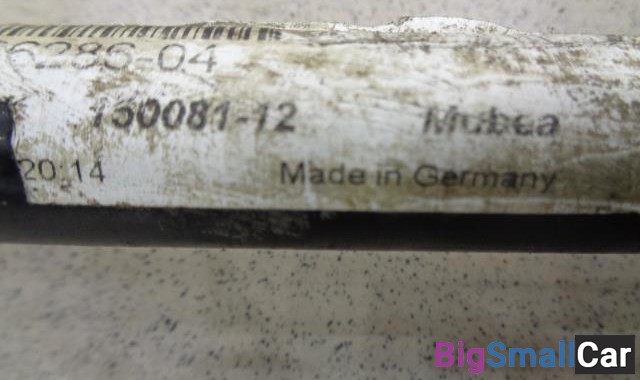 6286-04
150081-12 Mubea
20:14 Made in Germany
BigSmallCar